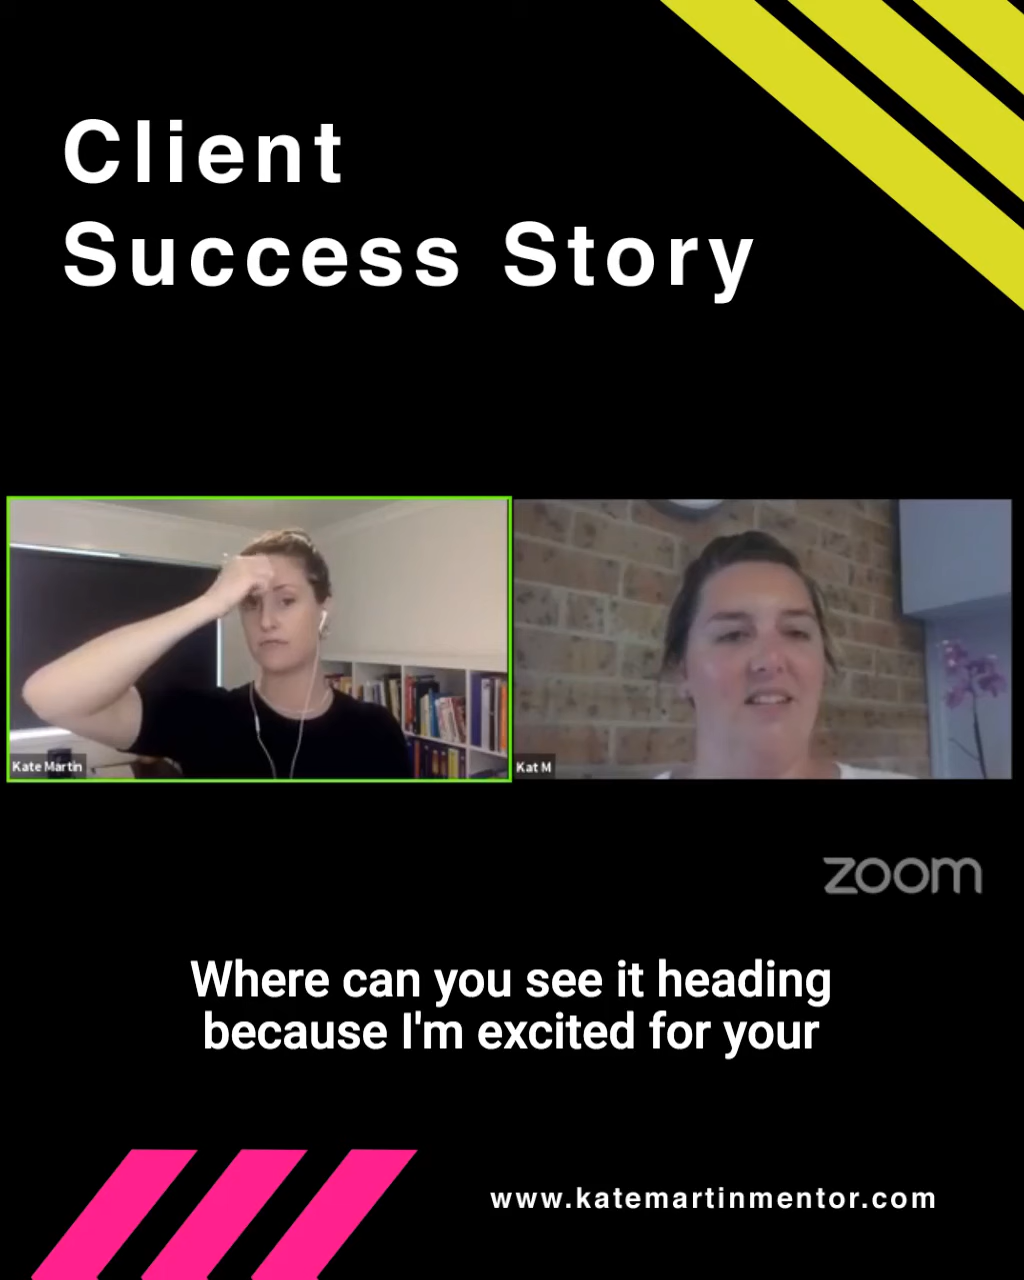 Client
Success Story
Kate Martin
Kat M
zoom
Where can you see it heading
because I'm excited for your
www.katemartinmentor.com